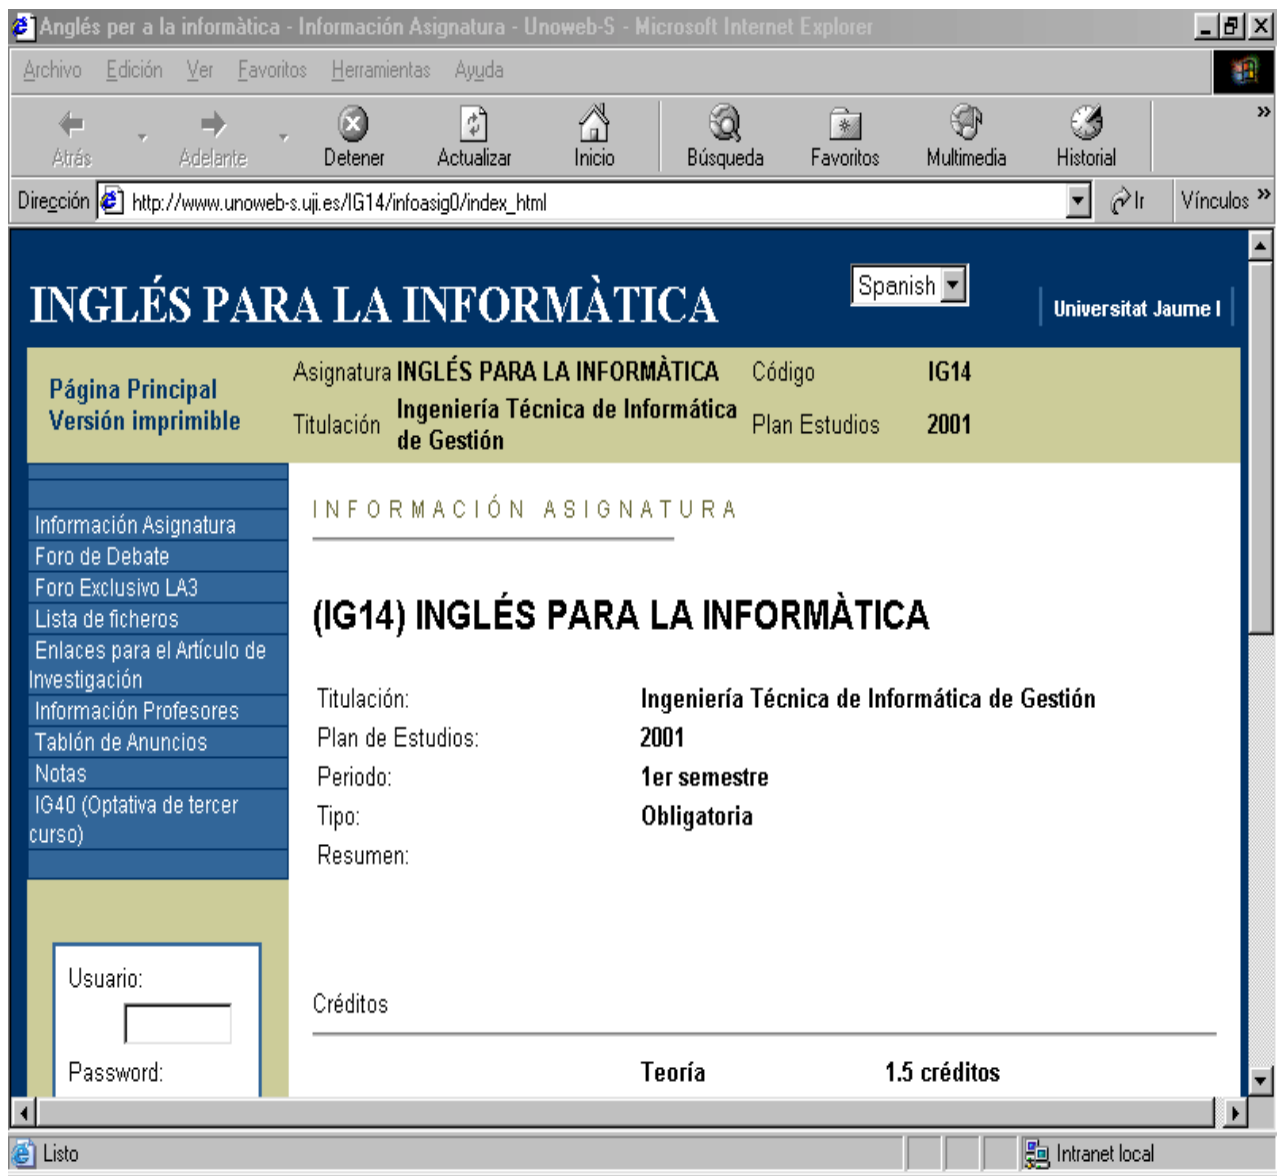 Anglés per a la informàtica - Información Asignatura - Unoweb-S - Microsoft Internet Explorer
Archivo Edición Ver Favoritos Herramientas Ayuda
Atrás Adelante Detener Actualizar Inicio Búsqueda Favoritos Multimedia Historial »
Dirección http://www.unoweb-s.uji.es/IG14/infoasig0/index_html Ir Vínculos »
INGLÉS PARA LA INFORMÀTICA
Spanish
Universitat Jaume I
Página Principal
Versión imprimible
Asignatura INGLÉS PARA LA INFORMÀTICA Código IG14
Titulación Ingeniería Técnica de Informática de Gestión Plan Estudios 2001
Información Asignatura
Foro de Debate
Foro Exclusivo LA3
Lista de ficheros
Enlaces para el Artículo de
Investigación
Información Profesores
Tablón de Anuncios
Notas
IG40 (Optativa de tercer
curso)
Usuario:
Password:
INFORMACIÓN ASIGNATURA
(IG14) INGLÉS PARA LA INFORMÀTICA
Titulación: Ingeniería Técnica de Informática de Gestión
Plan de Estudios: 2001
Periodo: 1er semestre
Tipo: Obligatoria
Resumen:
Créditos
Teoría 1.5 créditos
Listo Intranet local